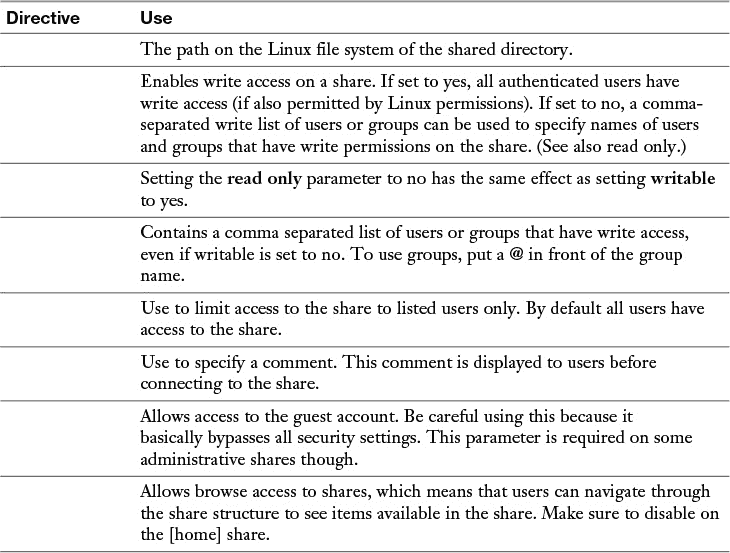 Directive Use
The path on the Linux file system of the shared directory.
Enables write access on a share. If set to yes, all authenticated users have
write access (if also permitted by Linux permissions). If set to no, a comma-
separated write list of users or groups can be used to specify names of users
and groups that have write permissions on the share. (See also read only.)
Setting the read only parameter to no has the same effect as setting writable
to yes.
Contains a comma separated list of users or groups that have write access,
even if writable is set to no. To use groups, put a @ in front of the group
name.
Use to limit access to the share to listed users only. By default all users have
access to the share.
Use to specify a comment. This comment is displayed to users before
connecting to the share.
Allows access to the guest account. Be careful using this because it
basically bypasses all security settings. This parameter is required on some
administrative shares though.
Allows browse access to shares, which means that users can navigate through
the share structure to see items available in the share. Make sure to disable on
the [home] share.